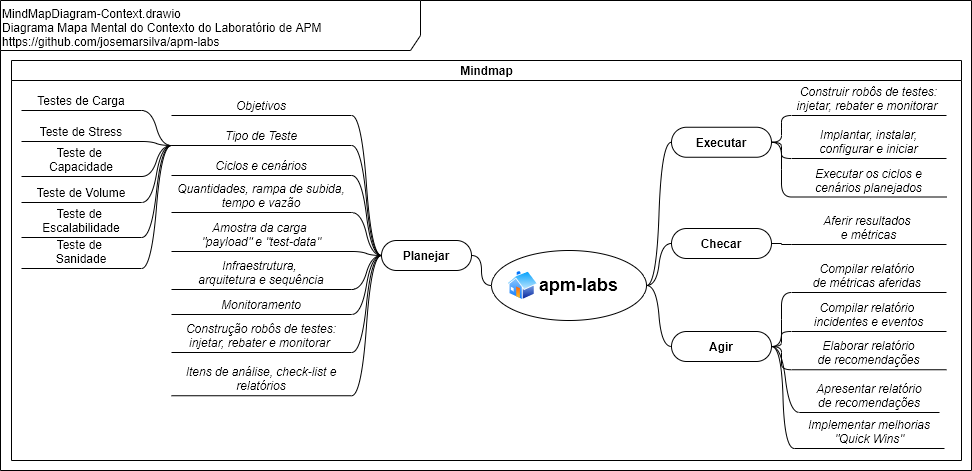 MindMapDiagram-Context.drawio
Diagrama Mapa Mental do Contexto do Laboratório de APM
https://github.com/josemarsilva/apm-labs
Mindmap
Testes de Carga
Teste de Stress
Teste de
Capacidade
Teste de Volume
Teste de
Escalabilidade
Teste de
Sanidade
Objetivos
Tipo de Teste
Ciclos e cenários
Quantidades, rampa de subida,
tempo e vazão
Amostra da carga
"payload" e "test-data"
Infraestrutura,
arquitetura e sequência
Monitoramento
Construção robôs de testes:
injetar, rebater e monitorar
Itens de análise, check-list e
relatórios
Planejar
apm-labs
Executar
Construir robôs de testes:
injetar, rebater e monitorar
Implantar, instalar,
configurar e iniciar
Executar os ciclos e
cenários planejados
Checar
Aferir resultados
e métricas
Agir
Compilar relatório
de métricas aferidas
Compilar relatório
incidentes e eventos
Elaborar relatório
de recomendações
Apresentar relatório
de recomendações
Implementar melhorias
"Quick Wins"